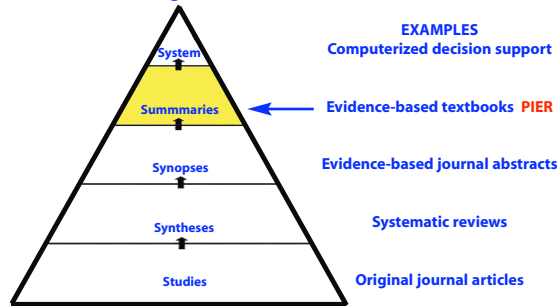 EXAMPLES
System
Computerized decision support
Summmaries
Evidence-based textbooks PIER
Synopses
Evidence-based journal abstracts
Syntheses
Systematic reviews
Studies
Original journal articles